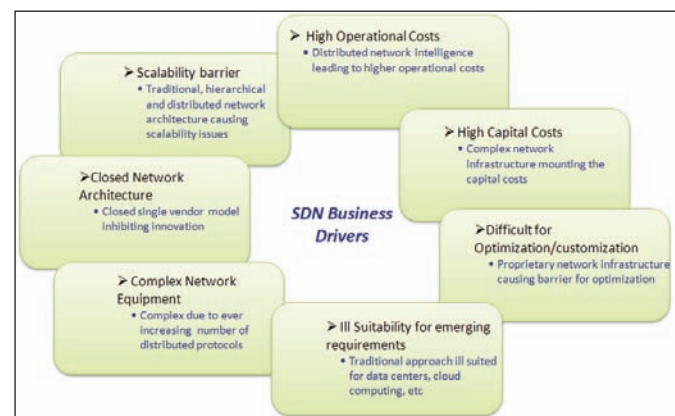 ➢ High Operational Costs
• Distributed network intelligence
leading to higher operational costs
➢ High Capital Costs
• Complex network
infrastructure mounting the
capital costs
➢ Difficult for
Optimization/customization
• Proprietary network infrastructure
causing barrier for optimization
➢ Ill Suitability for emerging
requirements
• Traditional approach ill suited
for data centers, cloud
computing, etc
➢ Complex Network
Equipment
• Complex due to ever
increasing number of
distributed protocols
➢Closed Network
Architecture
• Closed single vendor model
inhibiting innovation
➢ Scalability barrier
• Traditional, hierarchical
and distributed network
architecture causing
scalability issues
SDN Business
Drivers